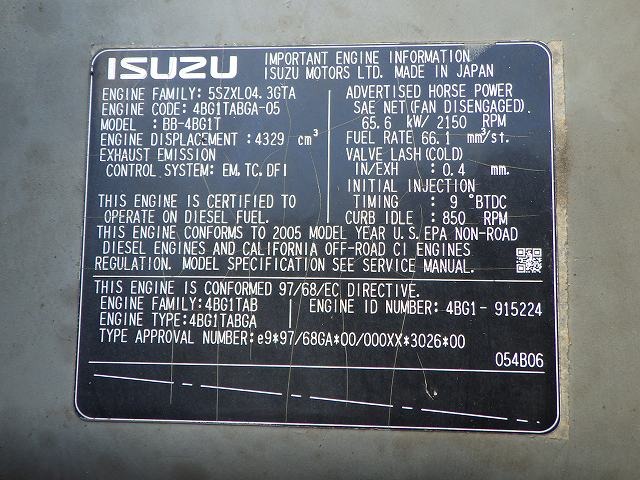 ISUZU
IMPORTANT ENGINE INFORMATION
ISUZU MOTORS LTD. MADE IN JAPAN
ENGINE FAMILY: 5SZXL04.3GTA
ENGINE CODE: 4BG1TABGA-05
MODEL : BB-4BG1T
ENGINE DISPLACEMENT :4329 cm³
EXHAUST EMISSION
CONTROL SYSTEM: EM,TC,DFI
THIS ENGINE IS CERTIFIED TO
OPERATE ON DIESEL FUEL.
ADVERTISED HORSE POWER
SAE NET(FAN DISENGAGED)
65.6 kW/ 2150 RPM
FUEL RATE 66.1 mm³/st.
VALVE LASH(COLD)
IN/EXH : 0.4 mm.
INITIAL INJECTION
TIMING : 9 °BTDC
CURB IDLE : 850 RPM
THIS ENGINE CONFORMS TO 2005 MODEL YEAR U.S.EPA NON-ROAD
DIESEL ENGINES AND CALIFORNIA OFF-ROAD CI ENGINES
REGULATION. MODEL SPECIFICATION SEE SERVICE MANUAL.
THIS ENGINE IS CONFORMED 97/68/EC DIRECTIVE.
ENGINE FAMILY:4BG1TAB
ENGINE TYPE:4BG1TABGA
ENGINE ID NUMBER: 4BG1- 915224
TYPE APPROVAL NUMBER:e9*97/68GA*00/000XX*3026*00
054B06